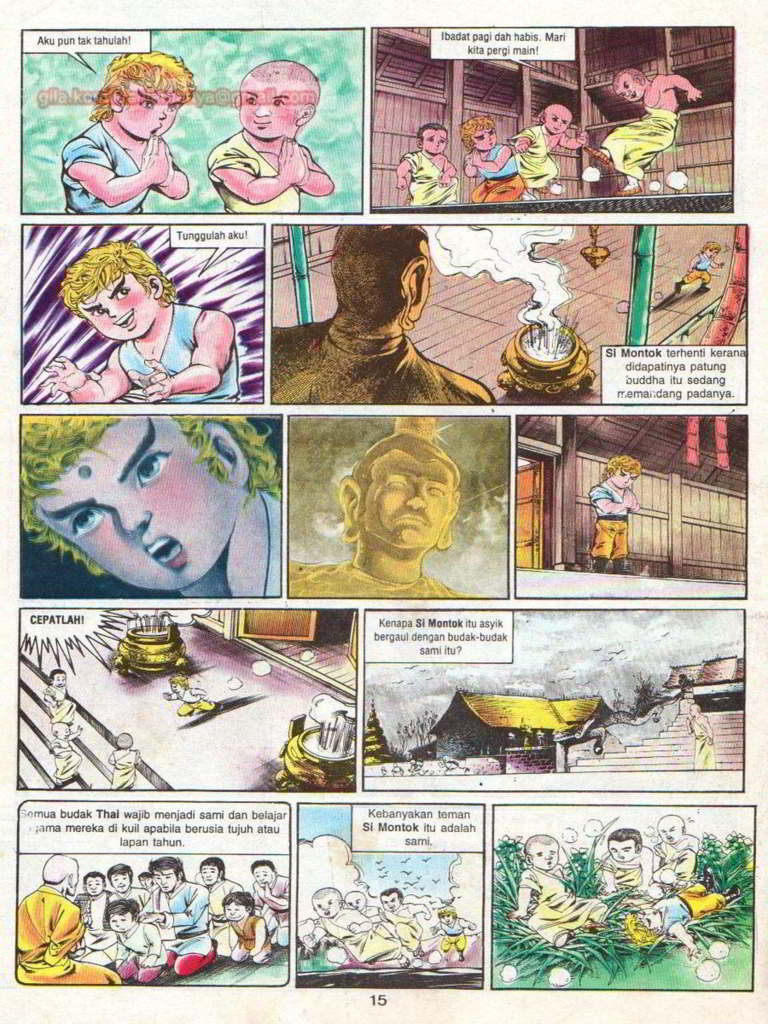 Aku pun tak tahulah!
Ibadat pagi dah habis. Mari
kita pergi main!
Tunggulah aku!
Si Montok terhenti kerana
didapatinya patung
buddha itu sedang
memandang padanya.
CEPATLAH!
Kenapa Si Montok itu asyik
bergaul dengan budak-budak
sami itu?
Semua budak Thai wajib menjadi sami dan belajar
agama mereka di kuil apabila berusia tujuh atau
lapan tahun.
Kebanyakan teman
Si Montok itu adalah
sami.
15